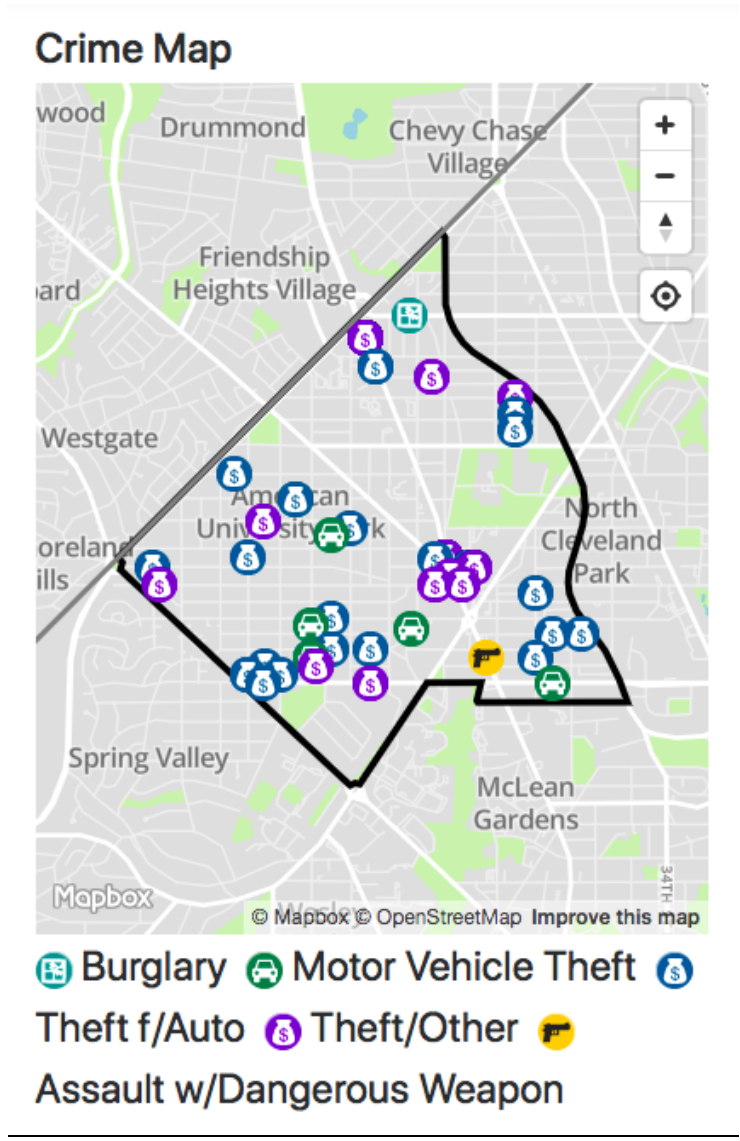 Crime Map
wood
Drummond
Chevy Chase
Village
Friendship
Heights Village
ard
Westgate
American
University Park
North
Cleveland
Park
oreland
ills
Spring Valley
McLean
Gardens
34TH
Mapbox
© Mapbox © OpenStreetMap Improve this map
Burglary Motor Vehicle Theft
Theft f/Auto Theft/Other
Assault w/Dangerous Weapon